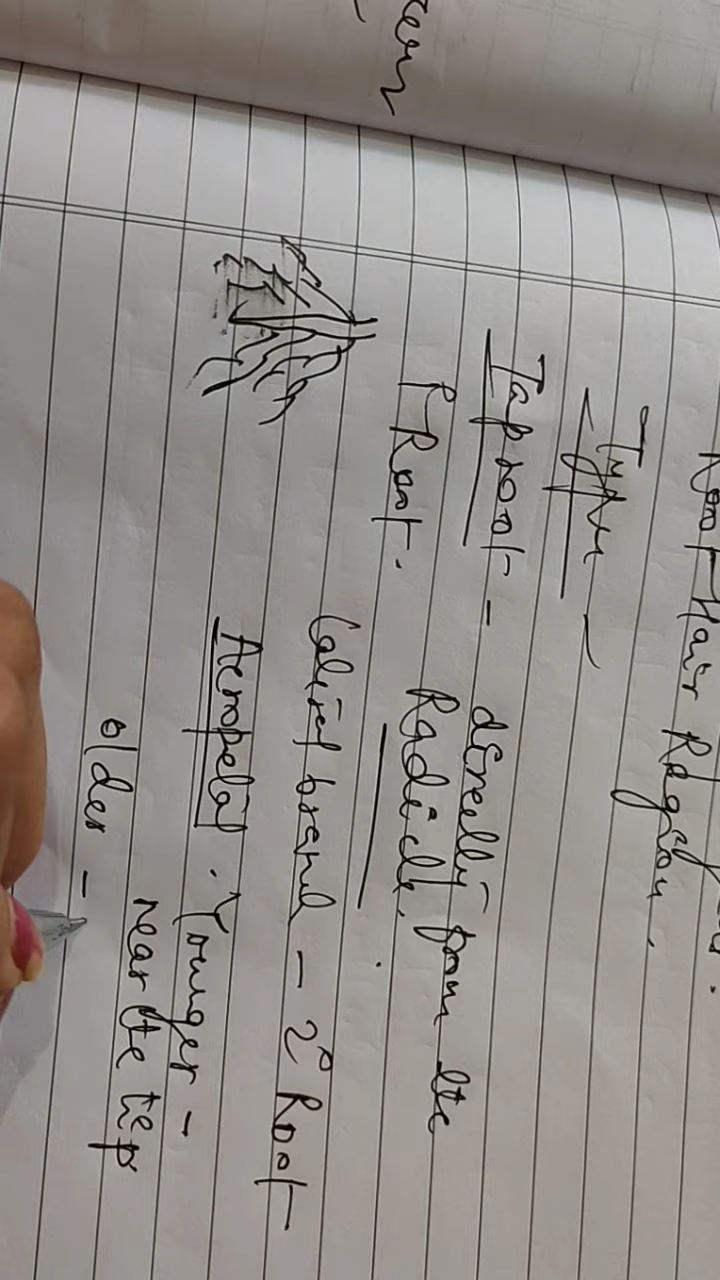 Root Hair Region.
Types -
Taproot - directly from the
↑ Root. Radicle.
Lateral branch - 2° Root
Acropetal. Younger -
near the tip
older -